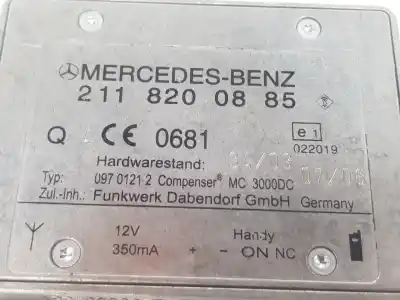 MERCEDES-BENZ
211 820 08 85
Q CE 0681 e1
022019
Hardwarestand:
Typ: 097 0121 2 Compenser® MC 3000DC
Zul.-Inh.: Funkwerk Dabendorf GmbH Germany
12V Handy
350mA + - ON NC